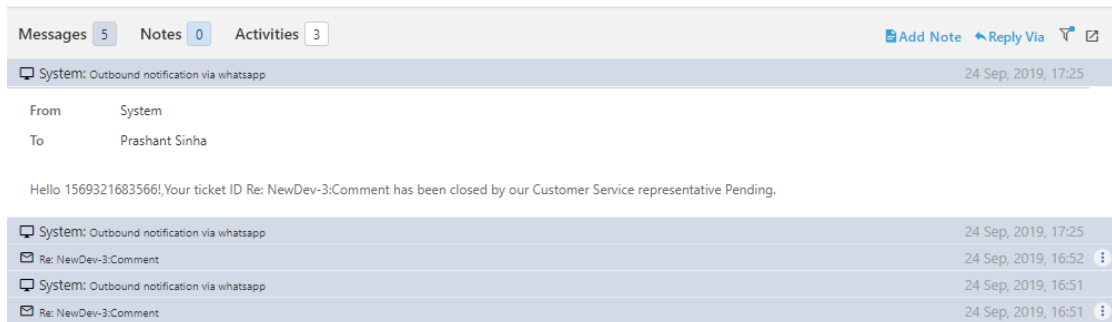 Messages 5 Notes 0 Activities 3 Add Note Reply Via
System: Outbound notification via whatsapp 24 Sep, 2019, 17:25
From System
To Prashant Sinha
Hello 1569321683566!,Your ticket ID Re: NewDev-3:Comment has been closed by our Customer Service representative Pending.
System: Outbound notification via whatsapp 24 Sep, 2019, 17:25
Re: NewDev-3:Comment 24 Sep, 2019, 16:52
System: Outbound notification via whatsapp 24 Sep, 2019, 16:51
Re: NewDev-3:Comment 24 Sep, 2019, 16:51